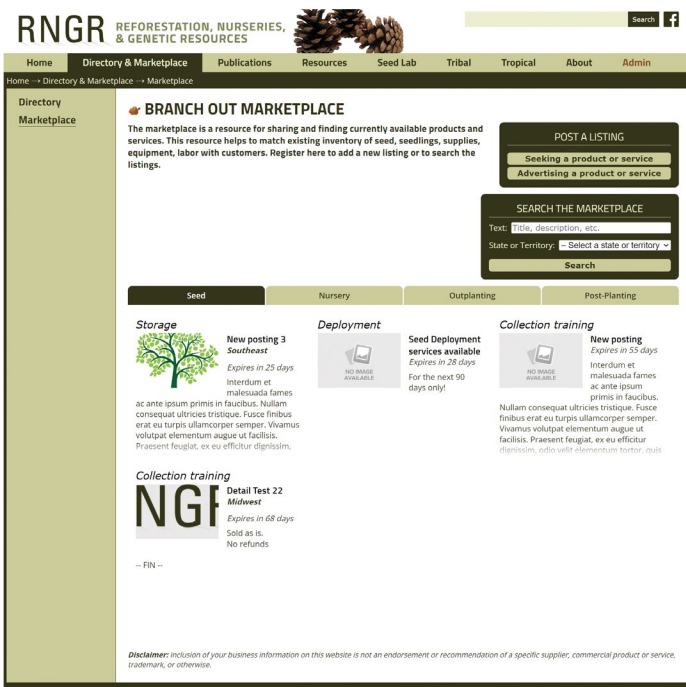 RNGR REFORESTATION, NURSERIES,
& GENETIC RESOURCES
Search
Home Directory & Marketplace Publications Resources Seed Lab Tribal Tropical About Admin
Home → Directory & Marketplace → Marketplace
Directory
Marketplace
BRANCH OUT MARKETPLACE
The marketplace is a resource for sharing and finding currently available products and
services. This resource helps to match existing inventory of seed, seedlings, supplies,
equipment, labor with customers. Register here to add a new listing or to search the
listings.
POST A LISTING
Seeking a product or service
Advertising a product or service
SEARCH THE MARKETPLACE
Text: Title, description, etc.
State or Territory: – Select a state or territory
Search
Seed Nursery Outplanting Post-Planting
Storage
New posting 3
Southeast
Expires in 25 days
Interdum et
malesuada fames
ac ante ipsum primis in faucibus. Nullam
consequat ultricies tristique. Fusce finibus
erat eu turpis ullamcorper semper. Vivamus
volutpat elementum augue ut facilisis.
Praesent feugiat, ex eu efficitur dignissim,
Deployment
NO IMAGE
AVAILABLE
Seed Deployment
services available
Expires in 28 days
For the next 90
days only!
Collection training
NO IMAGE
AVAILABLE
New posting
Expires in 55 days
Interdum et
malesuada fames
ac ante ipsum
primis in faucibus.
Nullam consequat ultricies tristique. Fusce
finibus erat eu turpis ullamcorper semper.
Vivamus volutpat elementum augue ut
facilisis. Praesent feugiat, ex eu efficitur
dignissim, odio velit elementum tortor, quis
Collection training
NGR
Detail Test 22
Midwest
Expires in 68 days
Sold as is.
No refunds
-- FIN --
Disclaimer: Inclusion of your business information on this website is not an endorsement or recommendation of a specific supplier, commercial product or service,
trademark, or otherwise.